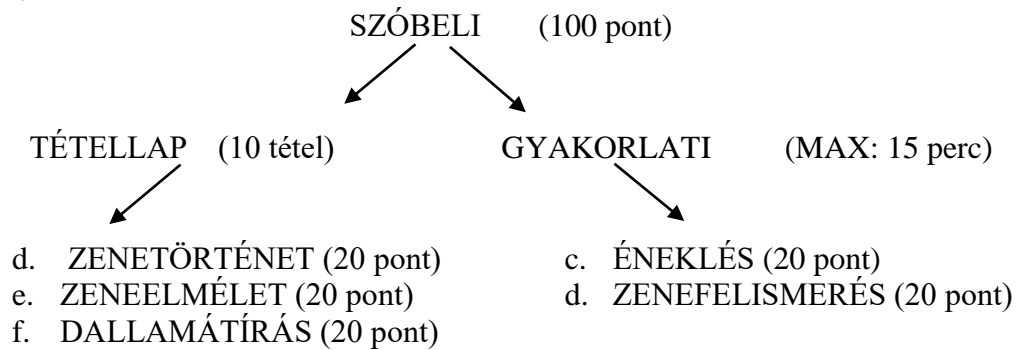 SZÓBELI (100 pont)
TÉTELLAP (10 tétel) GYAKORLATI (MAX: 15 perc)
d. ZENETÖRTÉNET (20 pont) c. ÉNEKLÉS (20 pont)
e. ZENEELMÉLET (20 pont) d. ZENEFELISMERÉS (20 pont)
f. DALLAMÁTÍRÁS (20 pont)